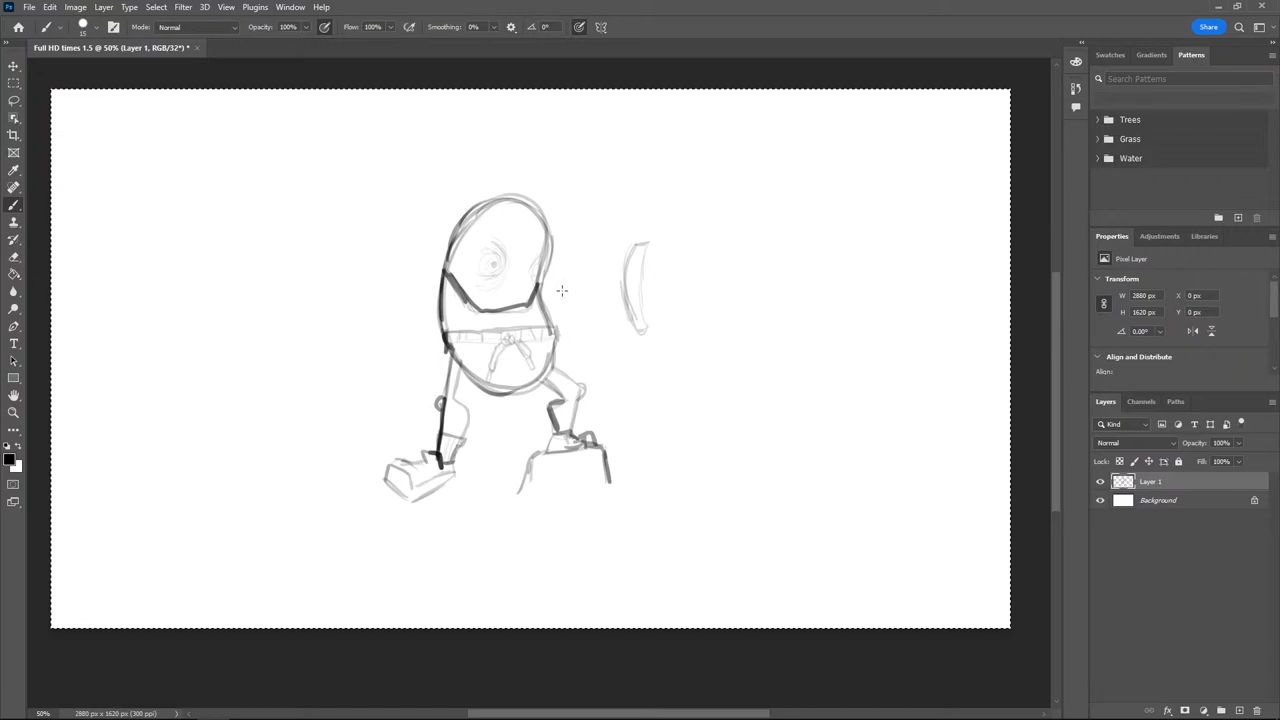 Ps File Edit Image Layer Type Select Filter 3D View Plugins Window Help
15 Mode: Normal Opacity: 100% Flow: 100% Smoothing: 0% 0° Share
Full HD times 1.5 @ 50% (Layer 1, RGB/32*) * ×
Swatches Gradients Patterns
Search Patterns
Trees
Grass
Water
Properties Adjustments Libraries
Pixel Layer
Transform
W 2880 px X 0 px
H 1620 px Y 0 px
0.00°
Align and Distribute
Align:
Layers Channels Paths
Kind
Normal Opacity: 100%
Lock: Fill: 100%
Layer 1
Background
50% 2880 px x 1620 px (300 ppi)